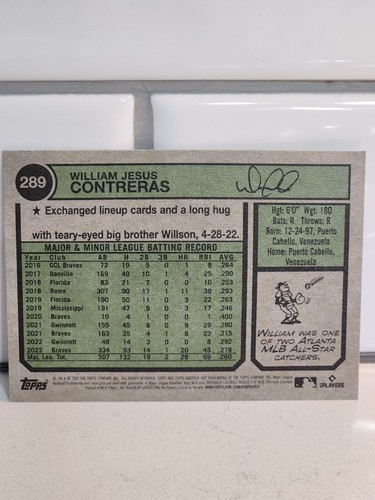 289
WILLIAM JESUS
CONTRERAS
★ Exchanged lineup cards and a long hug
with teary-eyed big brother Willson, 4-28-22.
Hgt: 6'0" Wgt: 180
Bats: R Throws: R
Born: 12-24-97, Puerto
Cabello, Venezuela
Home: Puerto Cabello,
Venezuela
MAJOR & MINOR LEAGUE BATTING RECORD
Year Club AB H 2B 3B HR RBI AVG
2016 GCL Braves 72 19 5 0 1 8 .264
2017 Danville 169 49 10 1 4 25 .290
2018 Florida 83 21 7 0 0 10 .253
2018 Rome 307 90 17 1 11 39 .293
2019 Florida 190 50 11 0 3 22 .263
2019 Mississippi 191 47 9 0 3 17 .246
2020 Braves 10 4 1 0 0 1 .400
2021 Gwinnett 155 45 8 0 9 29 .290
2021 Braves 163 35 4 1 8 23 .215
2022 Gwinnett 48 14 3 0 0 8 .292
2022 Braves 334 93 14 1 20 45 .278
Maj. Lea. Tot. 507 132 19 2 28 69 .260
WILLIAM WAS ONE
OF TWO ATLANTA
MLB ALL-STAR
CATCHERS.
TOPPS
PLAYERS